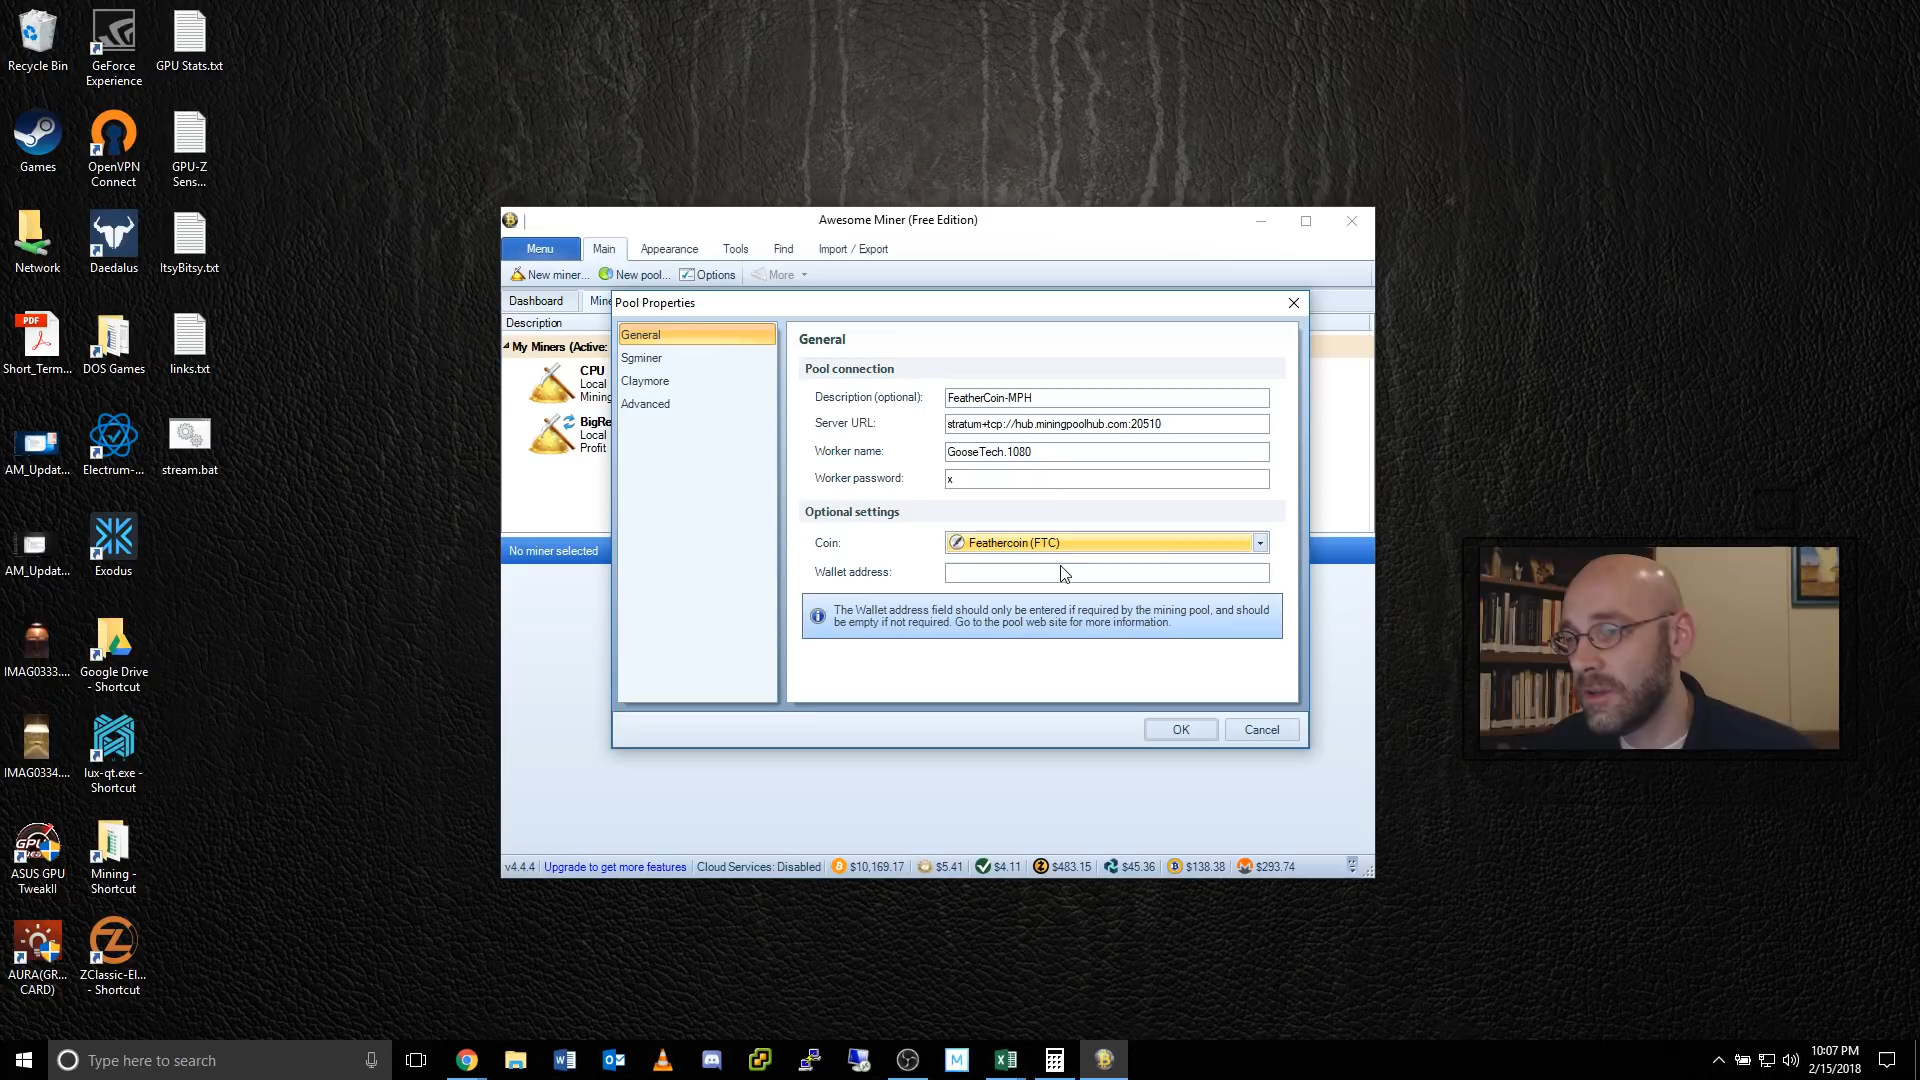 Recycle Bin
GeForce Experience
GPU Stats.txt
Games
OpenVPN Connect
GPU-Z Sens...
Network
Daedalus
ItsyBitsy.txt
PDF
Short_Term...
DOS Games
links.txt
AM_Updat...
Electrum-...
stream.bat
AM_Updat...
Exodus
IMAG0333....
Google Drive - Shortcut
IMAG0334....
lux-qt.exe - Shortcut
ASUS GPU TweakII
Mining - Shortcut
AURA(GR... CARD)
ZClassic-El... - Shortcut
Awesome Miner (Free Edition)
Menu
Main
Appearance
Tools
Find
Import / Export
New miner...
New pool...
Options
More
Dashboard
Mine
Description
My Miners (Active:
CPU
Local
Mining
BigRe
Local
Profit
No miner selected
Pool Properties
General
Sgminer
Claymore
Advanced
General
Pool connection
Description (optional):
FeatherCoin-MPH
Server URL:
stratum+tcp://hub.miningpoolhub.com:20510
Worker name:
GooseTech.1080
Worker password:
x
Optional settings
Coin:
Feathercoin (FTC)
Wallet address:
The Wallet address field should only be entered if required by the mining pool, and should
be empty if not required. Go to the pool web site for more information.
OK
Cancel
v4.4.4
Upgrade to get more features
Cloud Services: Disabled
$10,169.17
$5.41
$4.11
$483.15
$45.36
$138.38
$293.74
Type here to search
10:07 PM
2/15/2018